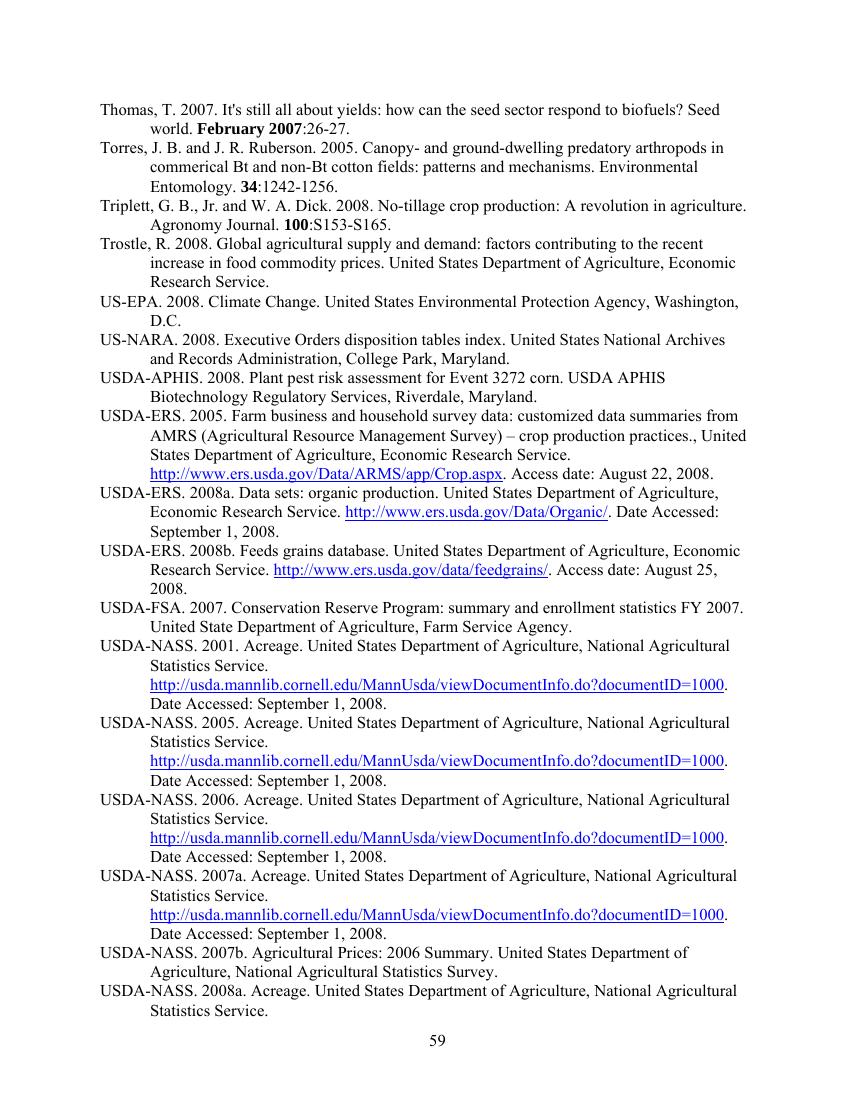 Thomas, T. 2007. It's still all about yields: how can the seed sector respond to biofuels? Seed
world. February 2007:26-27.
Torres, J. B. and J. R. Ruberson. 2005. Canopy- and ground-dwelling predatory arthropods in
commerical Bt and non-Bt cotton fields: patterns and mechanisms. Environmental
Entomology. 34:1242-1256.
Triplett, G. B., Jr. and W. A. Dick. 2008. No-tillage crop production: A revolution in agriculture.
Agronomy Journal. 100:S153-S165.
Trostle, R. 2008. Global agricultural supply and demand: factors contributing to the recent
increase in food commodity prices. United States Department of Agriculture, Economic
Research Service.
US-EPA. 2008. Climate Change. United States Environmental Protection Agency, Washington,
D.C.
US-NARA. 2008. Executive Orders disposition tables index. United States National Archives
and Records Administration, College Park, Maryland.
USDA-APHIS. 2008. Plant pest risk assessment for Event 3272 corn. USDA APHIS
Biotechnology Regulatory Services, Riverdale, Maryland.
USDA-ERS. 2005. Farm business and household survey data: customized data summaries from
AMRS (Agricultural Resource Management Survey) – crop production practices., United
States Department of Agriculture, Economic Research Service.
http://www.ers.usda.gov/Data/ARMS/app/Crop.aspx. Access date: August 22, 2008.
USDA-ERS. 2008a. Data sets: organic production. United States Department of Agriculture,
Economic Research Service. http://www.ers.usda.gov/Data/Organic/. Date Accessed:
September 1, 2008.
USDA-ERS. 2008b. Feeds grains database. United States Department of Agriculture, Economic
Research Service. http://www.ers.usda.gov/data/feedgrains/. Access date: August 25,
2008.
USDA-FSA. 2007. Conservation Reserve Program: summary and enrollment statistics FY 2007.
United State Department of Agriculture, Farm Service Agency.
USDA-NASS. 2001. Acreage. United States Department of Agriculture, National Agricultural
Statistics Service.
http://usda.mannlib.cornell.edu/MannUsda/viewDocumentInfo.do?documentID=1000.
Date Accessed: September 1, 2008.
USDA-NASS. 2005. Acreage. United States Department of Agriculture, National Agricultural
Statistics Service.
http://usda.mannlib.cornell.edu/MannUsda/viewDocumentInfo.do?documentID=1000.
Date Accessed: September 1, 2008.
USDA-NASS. 2006. Acreage. United States Department of Agriculture, National Agricultural
Statistics Service.
http://usda.mannlib.cornell.edu/MannUsda/viewDocumentInfo.do?documentID=1000.
Date Accessed: September 1, 2008.
USDA-NASS. 2007a. Acreage. United States Department of Agriculture, National Agricultural
Statistics Service.
http://usda.mannlib.cornell.edu/MannUsda/viewDocumentInfo.do?documentID=1000.
Date Accessed: September 1, 2008.
USDA-NASS. 2007b. Agricultural Prices: 2006 Summary. United States Department of
Agriculture, National Agricultural Statistics Survey.
USDA-NASS. 2008a. Acreage. United States Department of Agriculture, National Agricultural
Statistics Service.
59